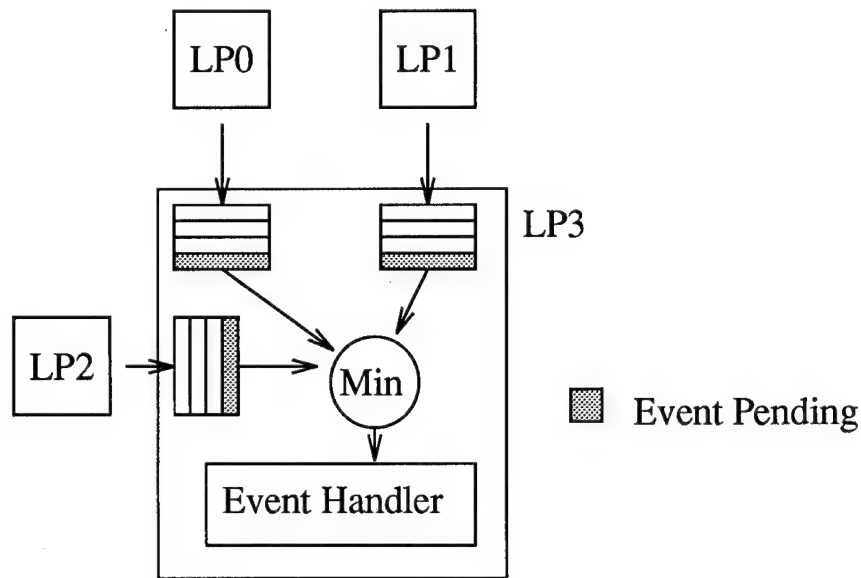 LP0
LP1
LP3
LP2
Min
Event Pending
Event Handler